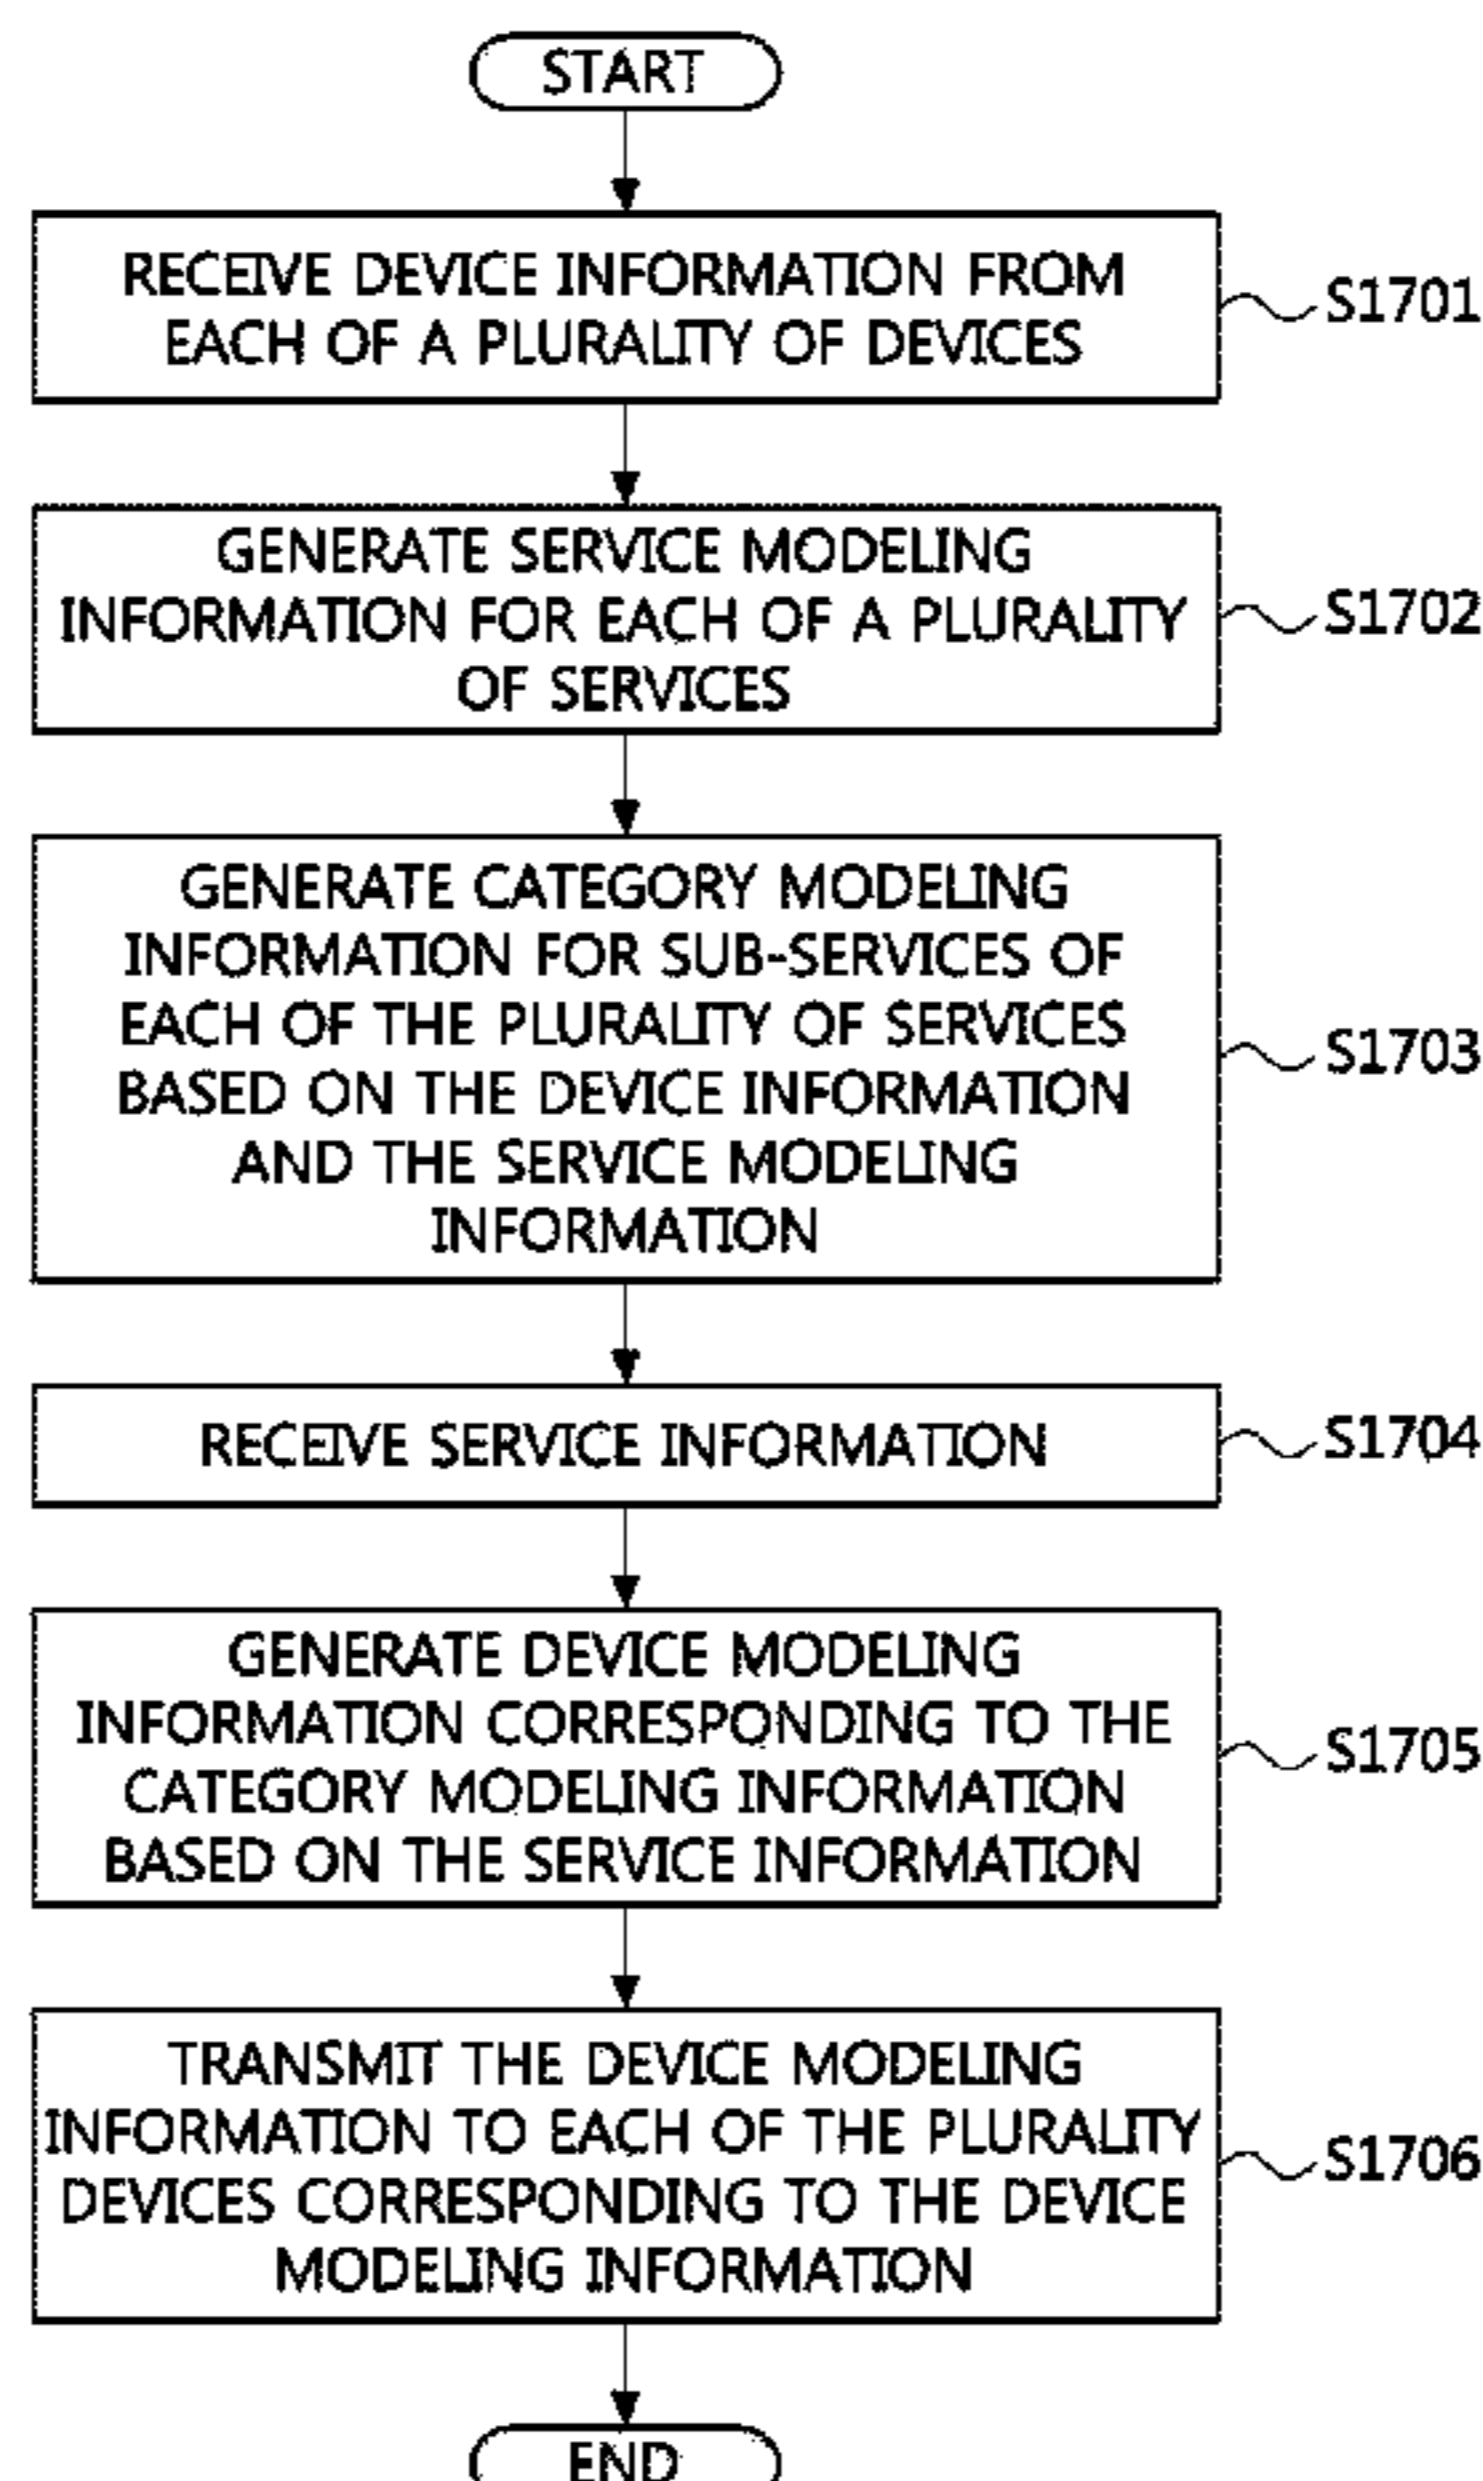 START
RECEIVE DEVICE INFORMATION FROM
EACH OF A PLURALITY OF DEVICES
S1701
GENERATE SERVICE MODELING
INFORMATION FOR EACH OF A PLURALITY
OF SERVICES
S1702
GENERATE CATEGORY MODELING
INFORMATION FOR SUB-SERVICES OF
EACH OF THE PLURALITY OF SERVICES
BASED ON THE DEVICE INFORMATION
AND THE SERVICE MODELING
INFORMATION
S1703
RECEIVE SERVICE INFORMATION
S1704
GENERATE DEVICE MODELING
INFORMATION CORRESPONDING TO THE
CATEGORY MODELING INFORMATION
BASED ON THE SERVICE INFORMATION
S1705
TRANSMIT THE DEVICE MODELING
INFORMATION TO EACH OF THE PLURALITY
DEVICES CORRESPONDING TO THE DEVICE
MODELING INFORMATION
S1706
END